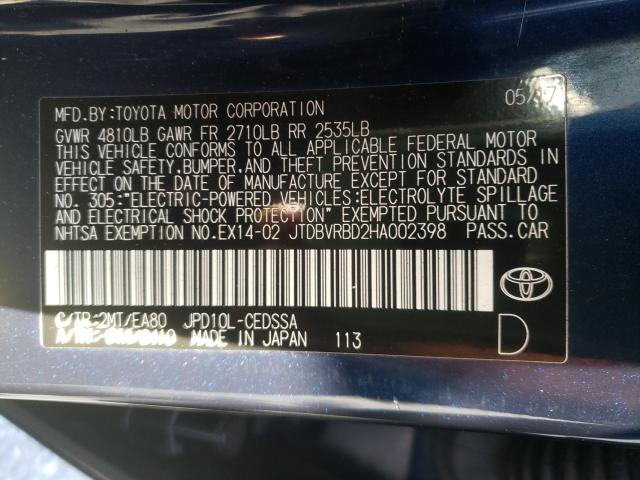 MFD.BY:TOYOTA MOTOR CORPORATION 05/17
GVWR 4810LB GAWR FR 2710LB RR 2535LB
THIS VEHICLE CONFORMS TO ALL APPLICABLE FEDERAL MOTOR
VEHICLE SAFETY,BUMPER,AND THEFT PREVENTION STANDARDS IN
EFFECT ON THE DATE OF MANUFACTURE EXCEPT FOR STANDARD
NO. 305:"ELECTRIC-POWERED VEHICLES:ELECTROLYTE SPILLAGE
AND ELECTRICAL SHOCK PROTECTION" EXEMPTED PURSUANT TO
NHTSA EXEMPTION NO.EX14-02 JTDBVRBD2HA002398 PASS.CAR
C/TR:2MT/EA80 JPD10L-CEDSSA
MADE IN JAPAN 113
D